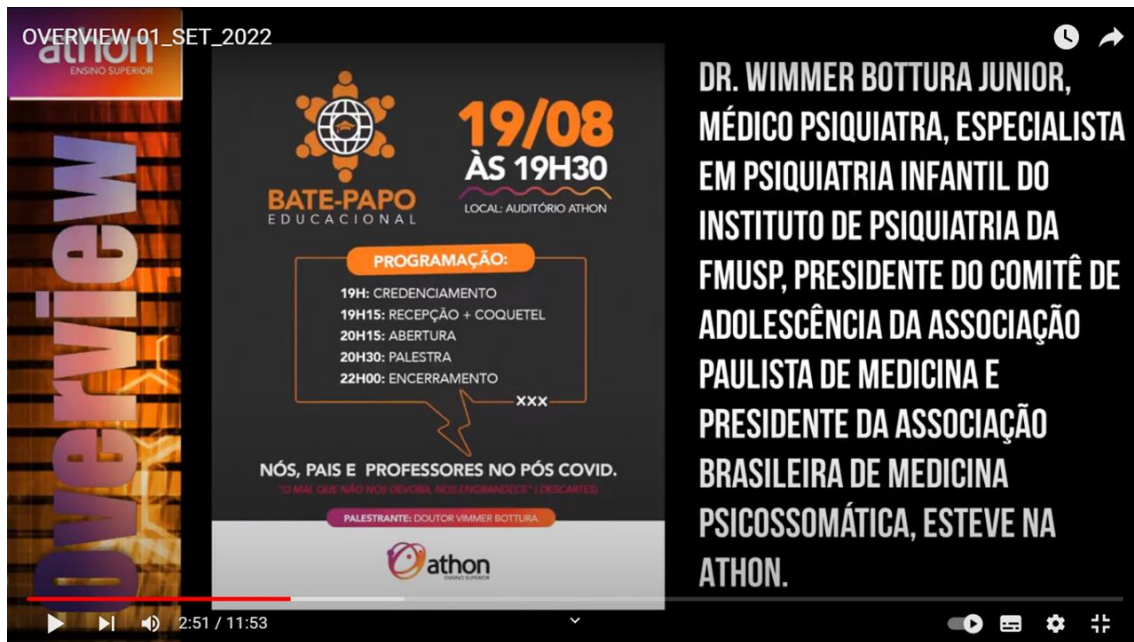 OVERVIEW 01_SET_2022
athon
ENSINO SUPERIOR
Overview
BATE-PAPO
EDUCACIONAL
19/08
ÀS 19H30
LOCAL: AUDITÓRIO ATHON
PROGRAMAÇÃO:
19H: CREDENCIAMENTO
19H15: RECEPÇÃO + COQUETEL
20H15: ABERTURA
20H30: PALESTRA
22H00: ENCERRAMENTO
XXX
NÓS, PAIS E PROFESSORES NO PÓS COVID.
"O MAL QUE NÃO NOS DEVORA, NOS ENGRANDECE" ( DESCARTES)
PALESTRANTE: DOUTOR VIMMER BOTTURA
athon
ENSINO SUPERIOR
DR. WIMMER BOTTURA JUNIOR,
MÉDICO PSIQUIATRA, ESPECIALISTA
EM PSIQUIATRIA INFANTIL DO
INSTITUTO DE PSIQUIATRIA DA
FMUSP, PRESIDENTE DO COMITÊ DE
ADOLESCÊNCIA DA ASSOCIAÇÃO
PAULISTA DE MEDICINA E
PRESIDENTE DA ASSOCIAÇÃO
BRASILEIRA DE MEDICINA
PSICOSSOMÁTICA, ESTEVE NA
ATHON.
2:51 / 11:53